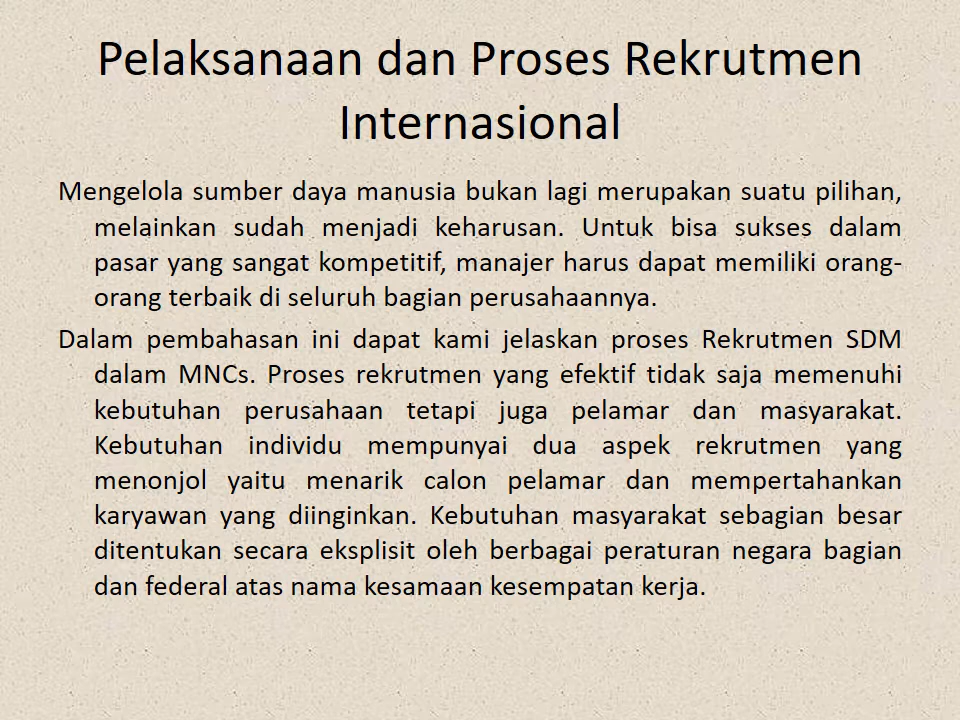 Pelaksanaan dan Proses Rekrutmen
Internasional
Mengelola sumber daya manusia bukan lagi merupakan suatu pilihan,
melainkan sudah menjadi keharusan. Untuk bisa sukses dalam
pasar yang sangat kompetitif, manajer harus dapat memiliki orang-
orang terbaik di seluruh bagian perusahaannya.
Dalam pembahasan ini dapat kami jelaskan proses Rekrutmen SDM
dalam MNCs. Proses rekrutmen yang efektif tidak saja memenuhi
kebutuhan perusahaan tetapi juga pelamar dan masyarakat.
Kebutuhan individu mempunyai dua aspek rekrutmen yang
menonjol yaitu menarik calon pelamar dan mempertahankan
karyawan yang diinginkan. Kebutuhan masyarakat sebagian besar
ditentukan secara eksplisit oleh berbagai peraturan negara bagian
dan federal atas nama kesamaan kesempatan kerja.